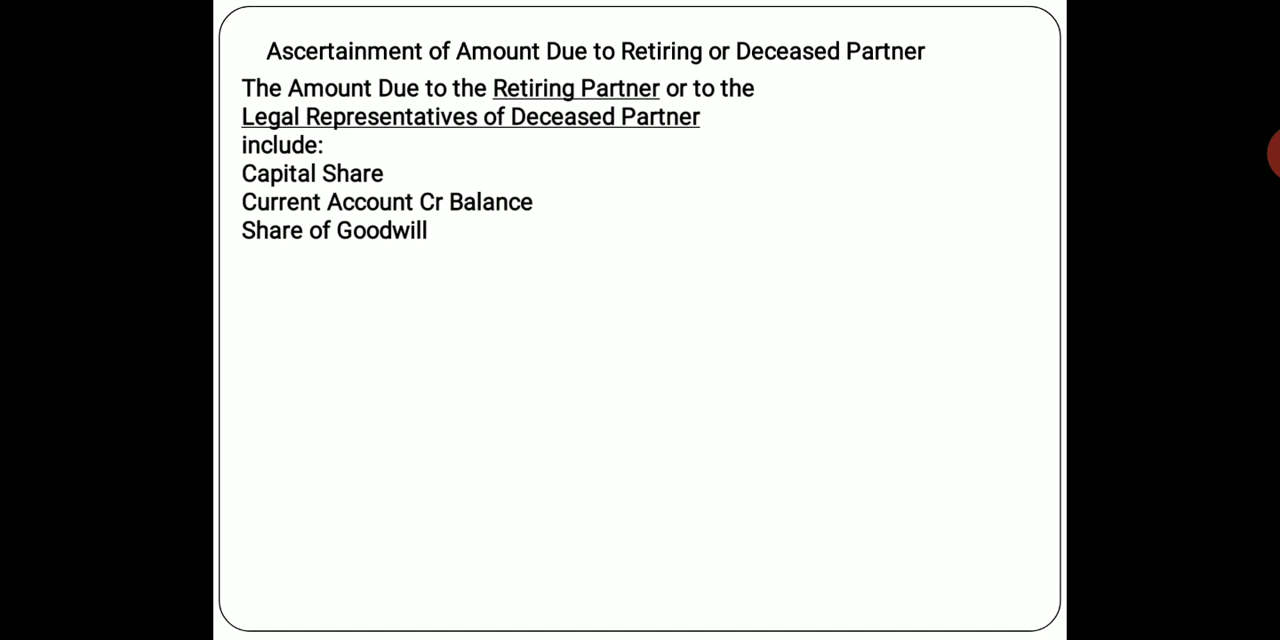 Ascertainment of Amount Due to Retiring or Deceased Partner
The Amount Due to the Retiring Partner or to the
Legal Representatives of Deceased Partner
include:
Capital Share
Current Account Cr Balance
Share of Goodwill